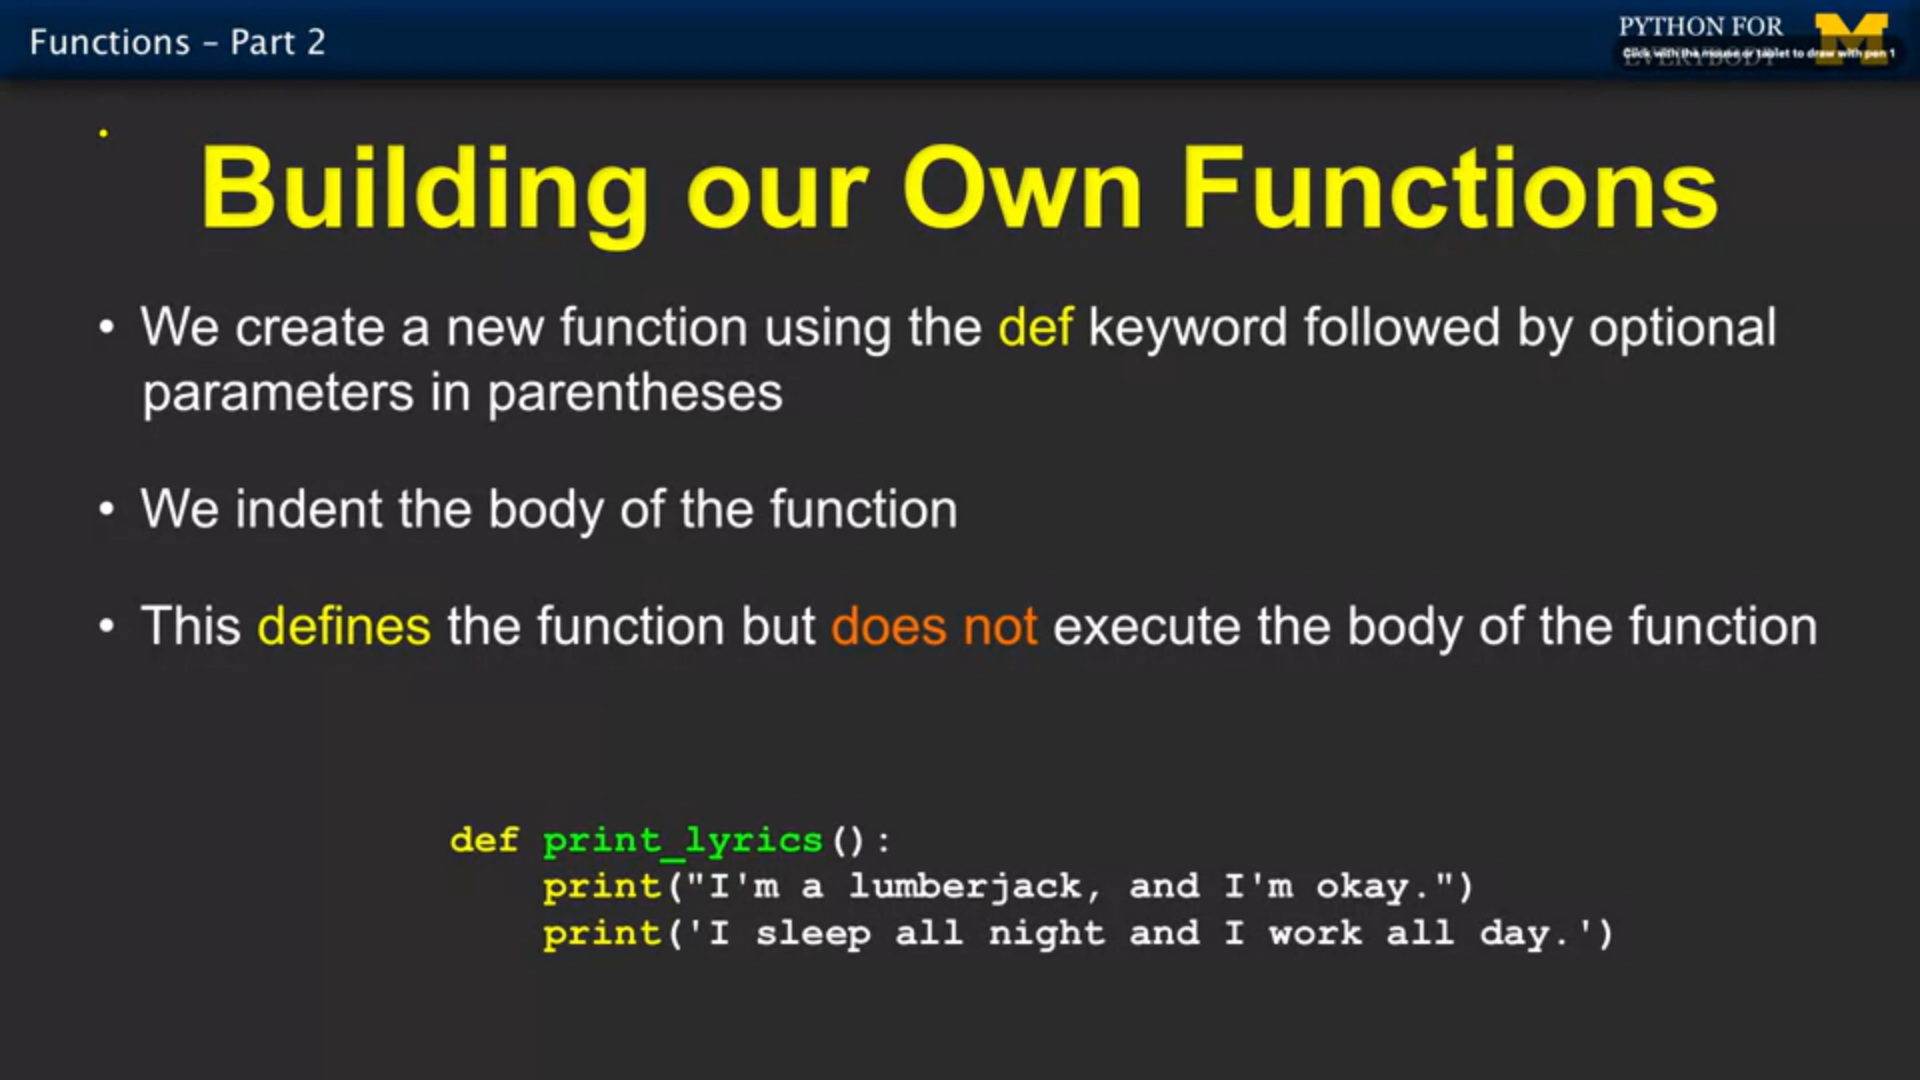 Functions – Part 2
PYTHON FOR
EVERYBODY
Click with the mouse or tablet to draw with pen 1
Building our Own Functions
• We create a new function using the def keyword followed by optional
parameters in parentheses
• We indent the body of the function
• This defines the function but does not execute the body of the function
def print_lyrics():
    print("I'm a lumberjack, and I'm okay.")
    print('I sleep all night and I work all day.')